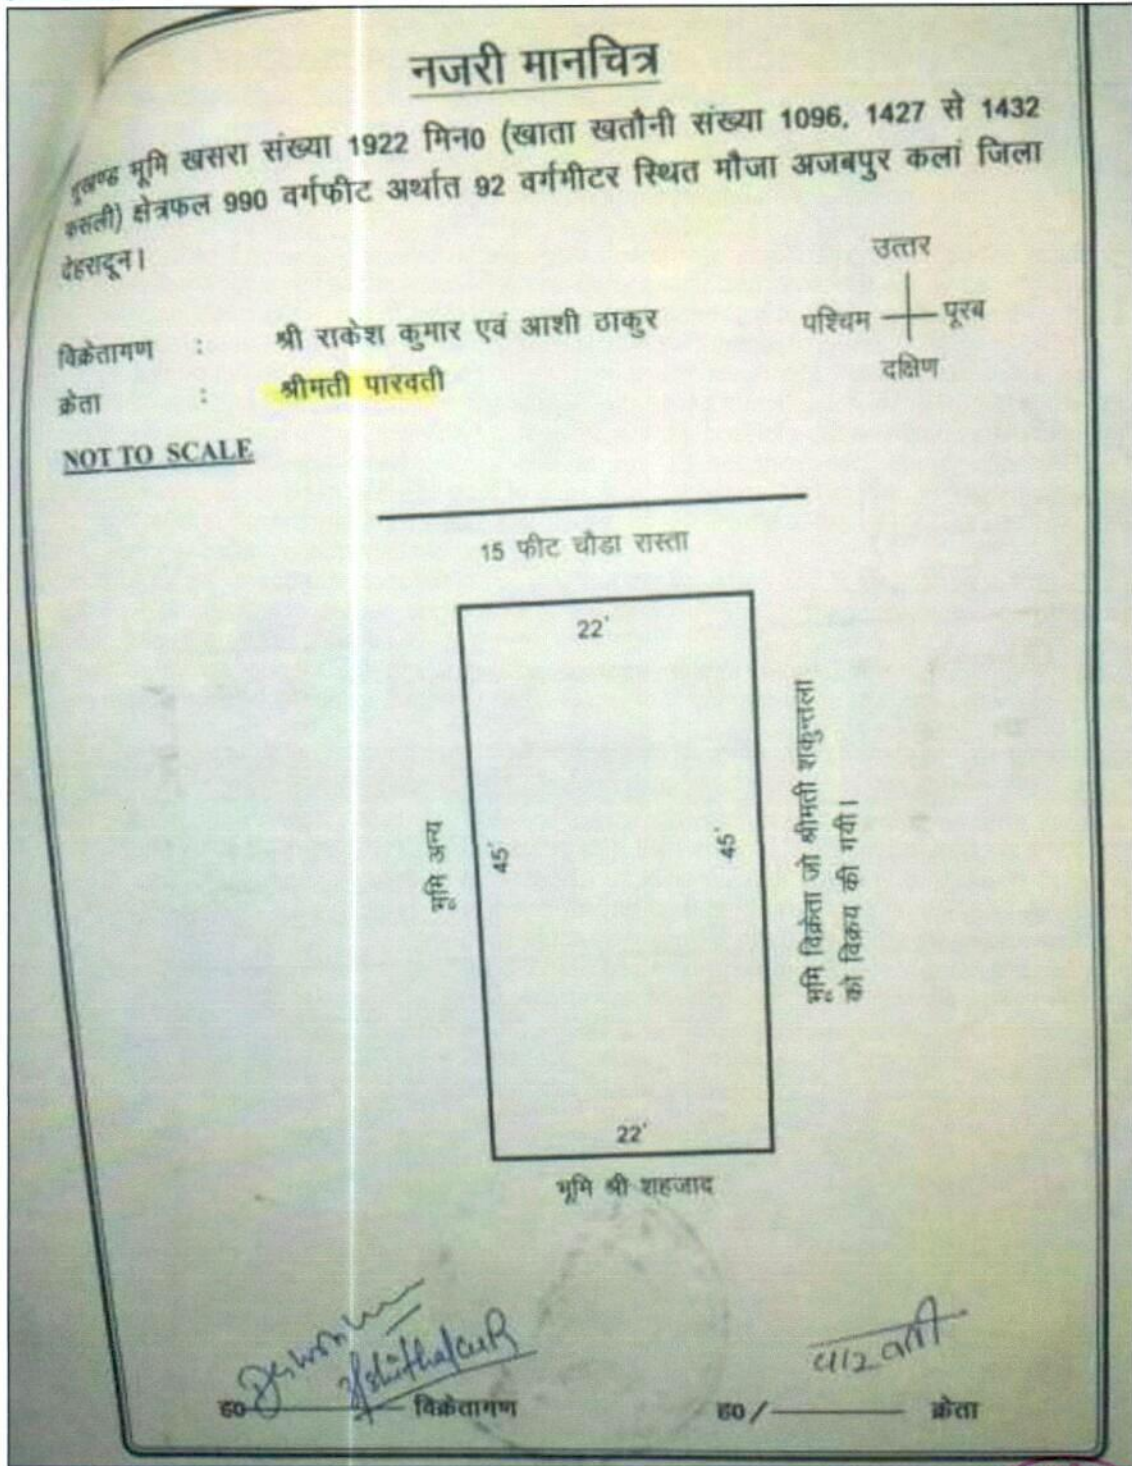 नजरी मानचित्र
भूखण्ड भूमि खसरा संख्या 1922 मिन0 (खाता खतौनी संख्या 1096, 1427 से 1432
फसली) क्षेत्रफल 990 वर्गफीट अर्थात 92 वर्गमीटर स्थित मौजा अजबपुर कलां जिला
देहरादून।
उत्तर
पश्चिम पूरब
दक्षिण
विक्रेतागण : श्री राकेश कुमार एवं आशी ठाकुर
क्रेता : श्रीमती पारवती
NOT TO SCALE
15 फीट चौडा रास्ता
22'
भूमि अन्य
45'
45'
भूमि विक्रेता जो श्रीमती शकुन्तला
को विक्रय की गयी।
22'
भूमि श्री शहजाद
AshiThakur
पारवती
ह0 विक्रेतागण
ह0/ क्रेता